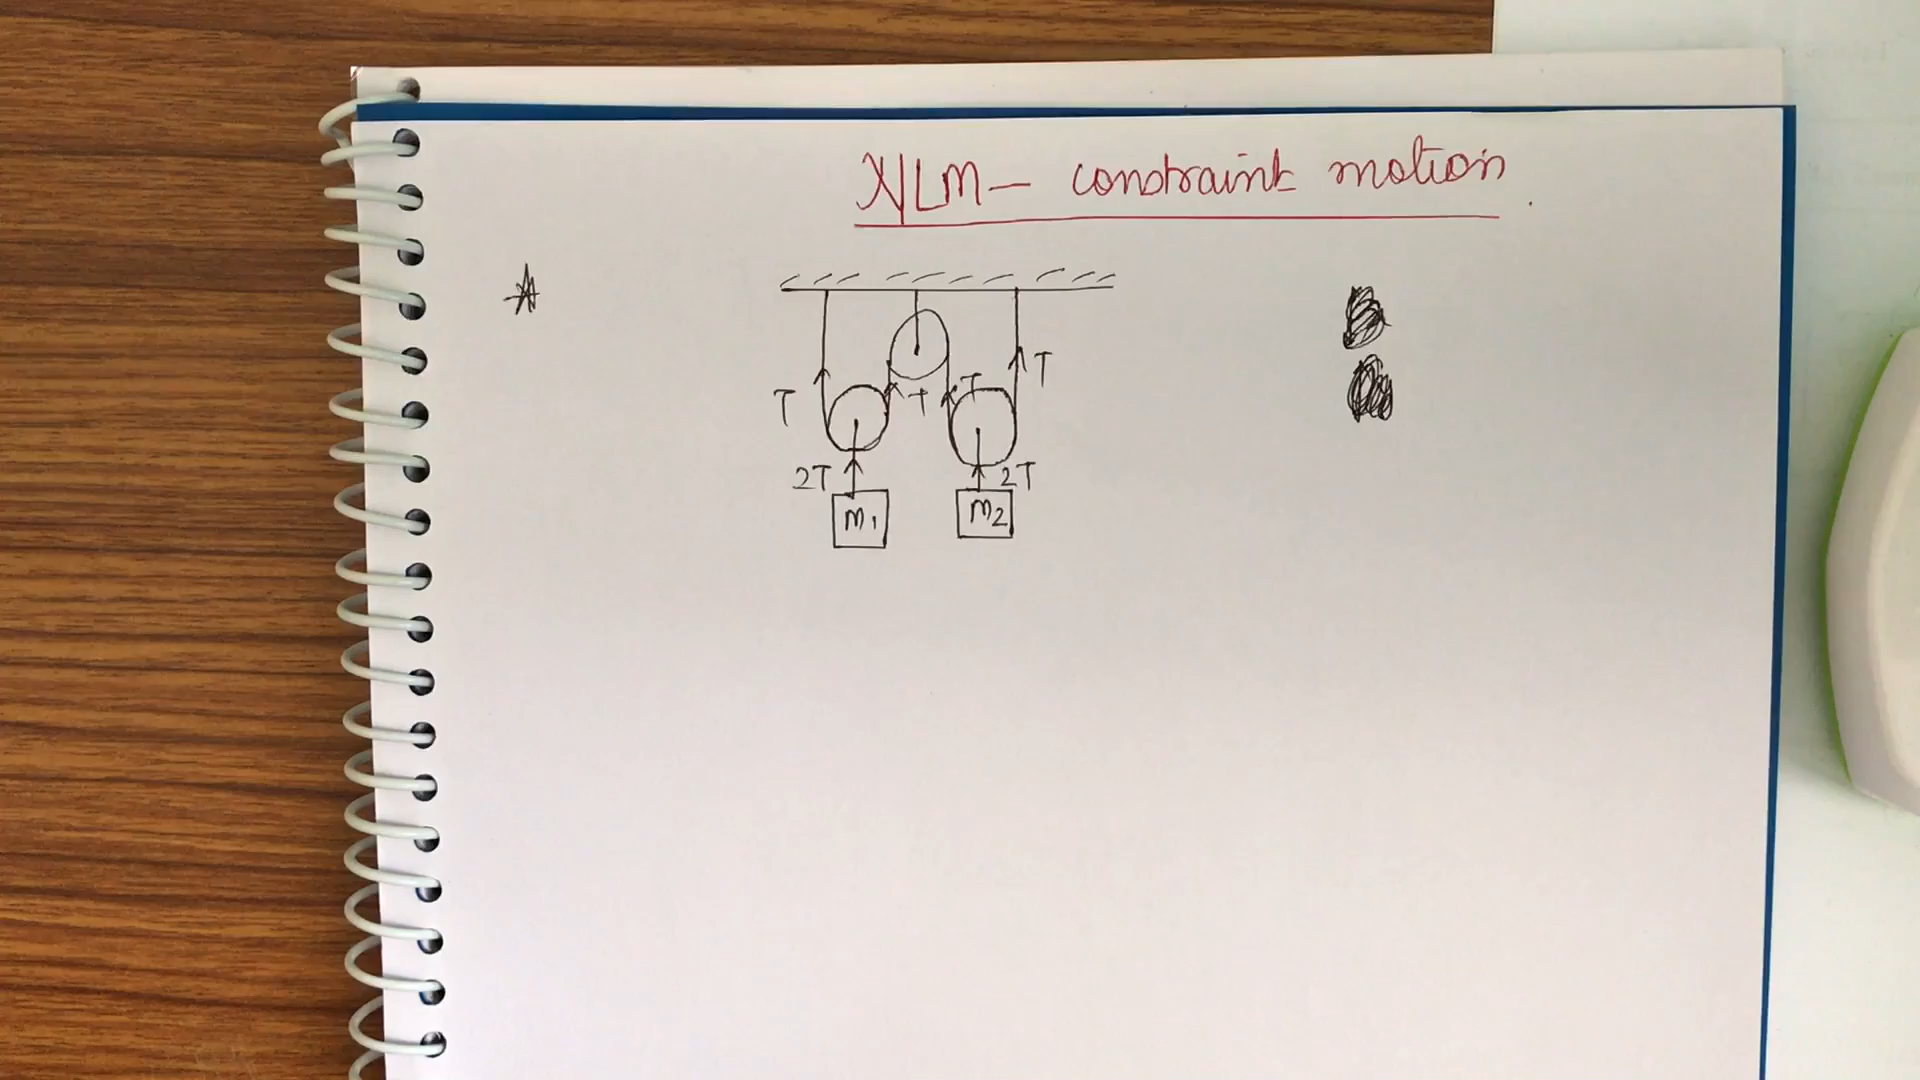 NLM - constraint motion
T
T T
T
2T 2T
m1 m2